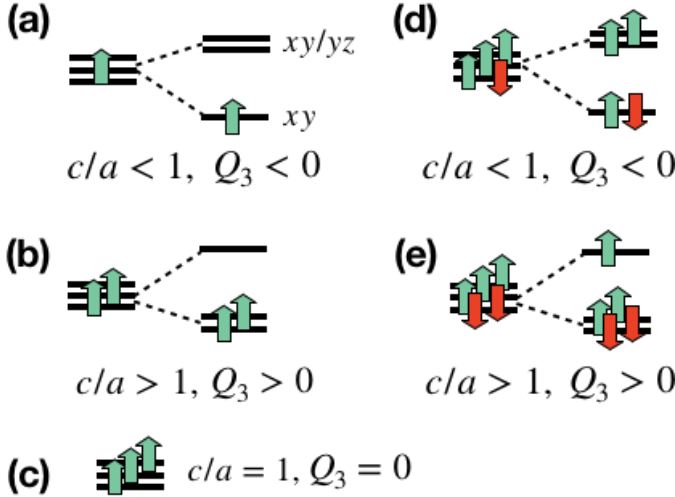 (a)
xy/yz
xy
c/a < 1, Q₃ < 0
(b)
c/a > 1, Q₃ > 0
(c)
c/a = 1, Q₃ = 0
(d)
c/a < 1, Q₃ < 0
(e)
c/a > 1, Q₃ > 0